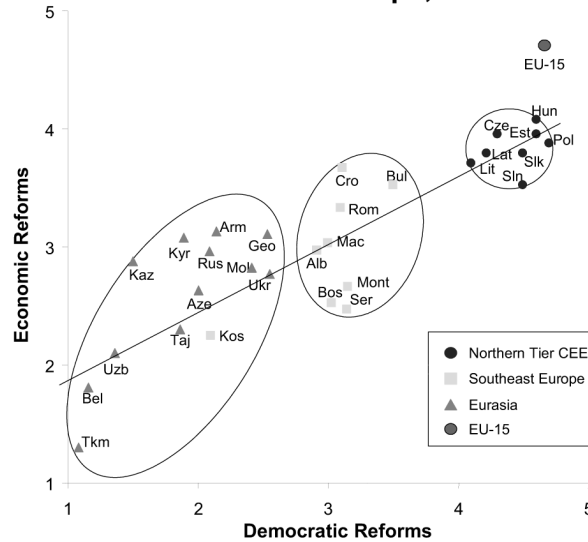 5
EU-15
Hun
4
Cze
Est
Pol
Lat
Slk
Lit
Sln
Cro
Bul
Rom
Arm
Geo
Kyr
Mac
3
Rus
Mol
Alb
Kaz
Ukr
Mont
Bos
Ser
Aze
Taj
Kos
2
Uzb
Bel
Tkm
1
Economic Reforms
Northern Tier CEE
Southeast Europe
Eurasia
EU-15
1
2
3
4
5
Democratic Reforms